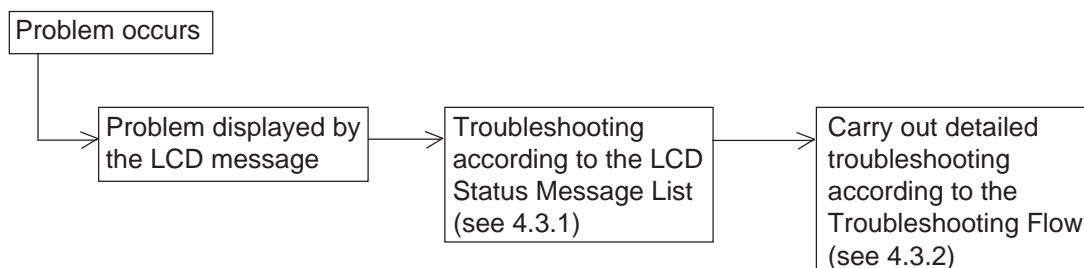 Problem occurs
Problem displayed by
the LCD message
Troubleshooting
according to the LCD
Status Message List
(see 4.3.1)
Carry out detailed
troubleshooting
according to the
Troubleshooting Flow
(see 4.3.2)